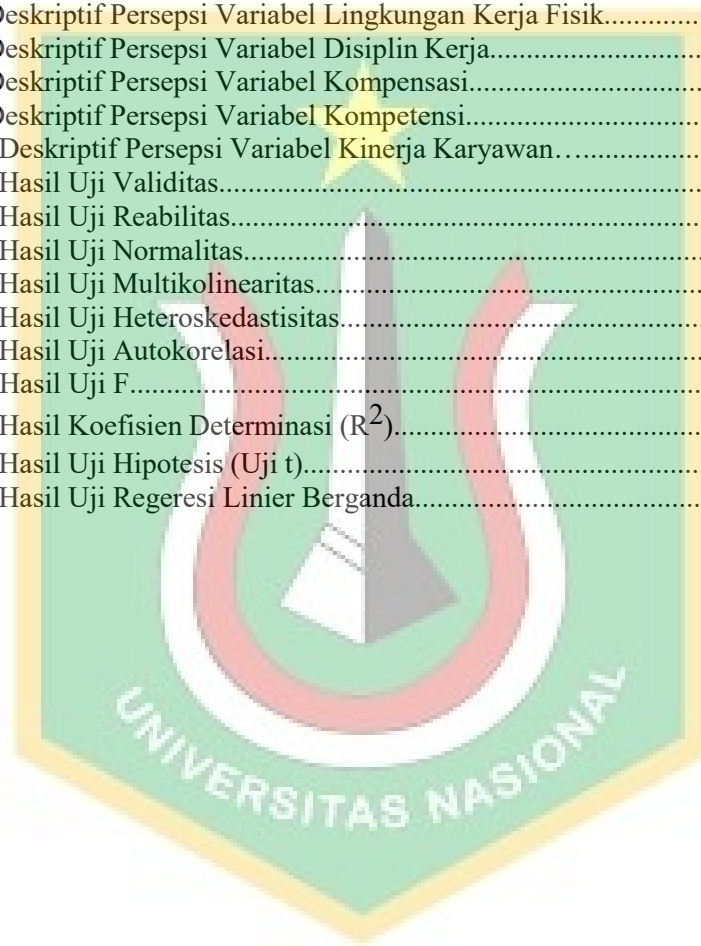 Deskriptif Persepsi Variabel Lingkungan Kerja Fisik.............
Deskriptif Persepsi Variabel Disiplin Kerja............................
Deskriptif Persepsi Variabel Kompensasi...............................
Deskriptif Persepsi Variabel Kompetensi...............................
Deskriptif Persepsi Variabel Kinerja Karyawan…................
Hasil Uji Validitas..............................................................
Hasil Uji Reabilitas............................................................
Hasil Uji Normalitas...........................................................
Hasil Uji Multikolinearitas..................................................
Hasil Uji Heteroskedastisitas...............................................
Hasil Uji Autokorelasi.........................................................
Hasil Uji F...........................................................................
Hasil Koefisien Determinasi (R²)........................................
Hasil Uji Hipotesis (Uji t)....................................................
Hasil Uji Regeresi Linier Berganda......................................
UNIVERSITAS NASIONAL